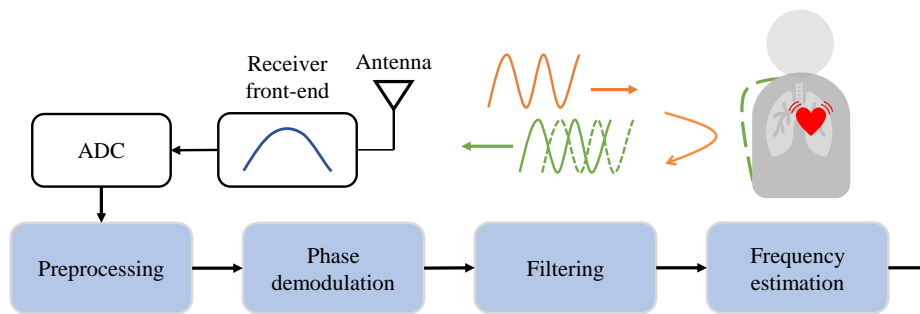 Receiver
front-end
Antenna
ADC
Preprocessing
Phase
demodulation
Filtering
Frequency
estimation